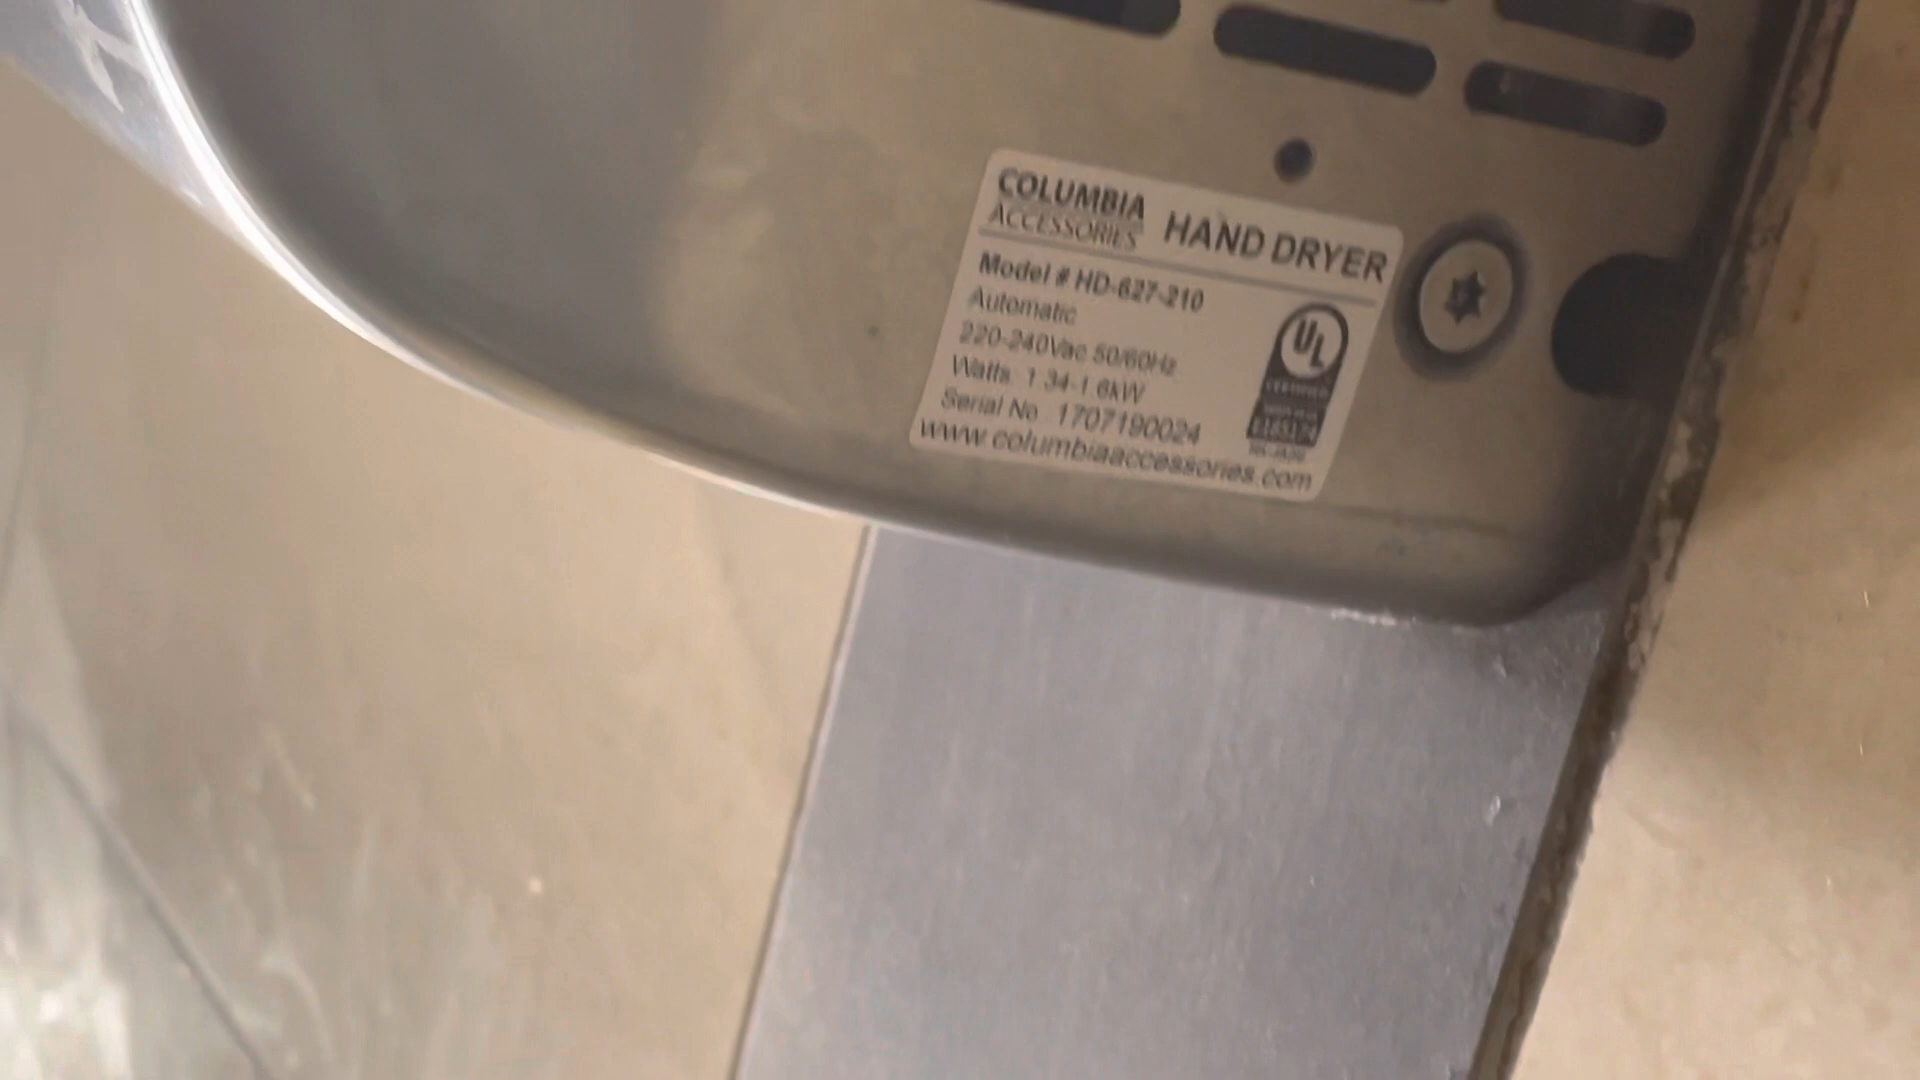 COLUMBIA
ACCESSORIES
HAND DRYER
Model # HD-627-210
Automatic
220-240Vac 50/60Hz
Watts. 1.34-1.6kW
Serial No. 1707190024
www.columbiaaccessories.com
UL
CERTIFIED